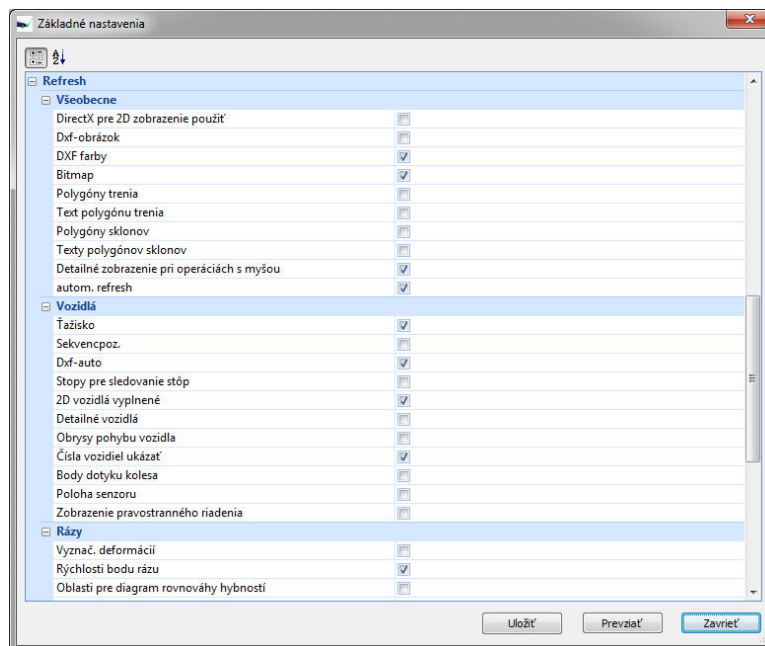 Základné nastavenia
Refresh
Všeobecne
DirectX pre 2D zobrazenie použiť
Dxf-obrázok
DXF farby
Bitmap
Polygóny trenia
Text polygónu trenia
Polygóny sklonov
Texty polygónov sklonov
Detailné zobrazenie pri operáciách s myšou
autom. refresh
Vozidlá
Ťažisko
Sekvencpoz.
Dxf-auto
Stopy pre sledovanie stôp
2D vozidlá vyplnené
Detailné vozidlá
Obrysy pohybu vozidla
Čísla vozidiel ukázať
Body dotyku kolesa
Poloha senzoru
Zobrazenie pravostranného riadenia
Rázy
Vyznač. deformácií
Rýchlosti bodu rázu
Oblasti pre diagram rovnováhy hybností
Uložiť Prevziať Zavrieť